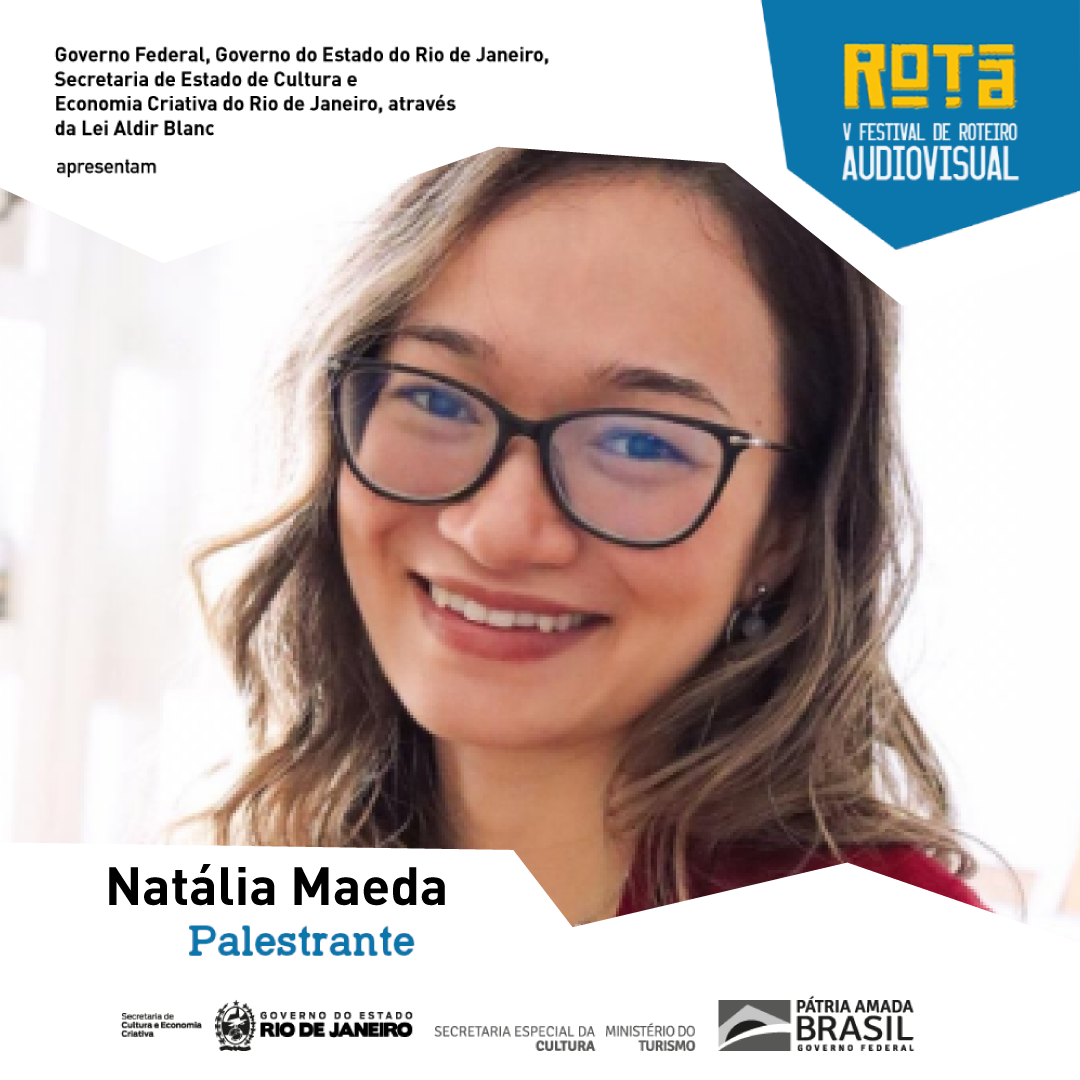 Governo Federal, Governo do Estado do Rio de Janeiro,
Secretaria de Estado de Cultura e
Economia Criativa do Rio de Janeiro, através
da Lei Aldir Blanc
apresentam
ROTA
V FESTIVAL DE ROTEIRO
AUDIOVISUAL
Natália Maeda
Palestrante
Secretaria de
Cultura e Economia
Criativa
GOVERNO DO ESTADO
RIO DE JANEIRO
SECRETARIA ESPECIAL DA
CULTURA
MINISTÉRIO DO
TURISMO
PÁTRIA AMADA
BRASIL
GOVERNO FEDERAL